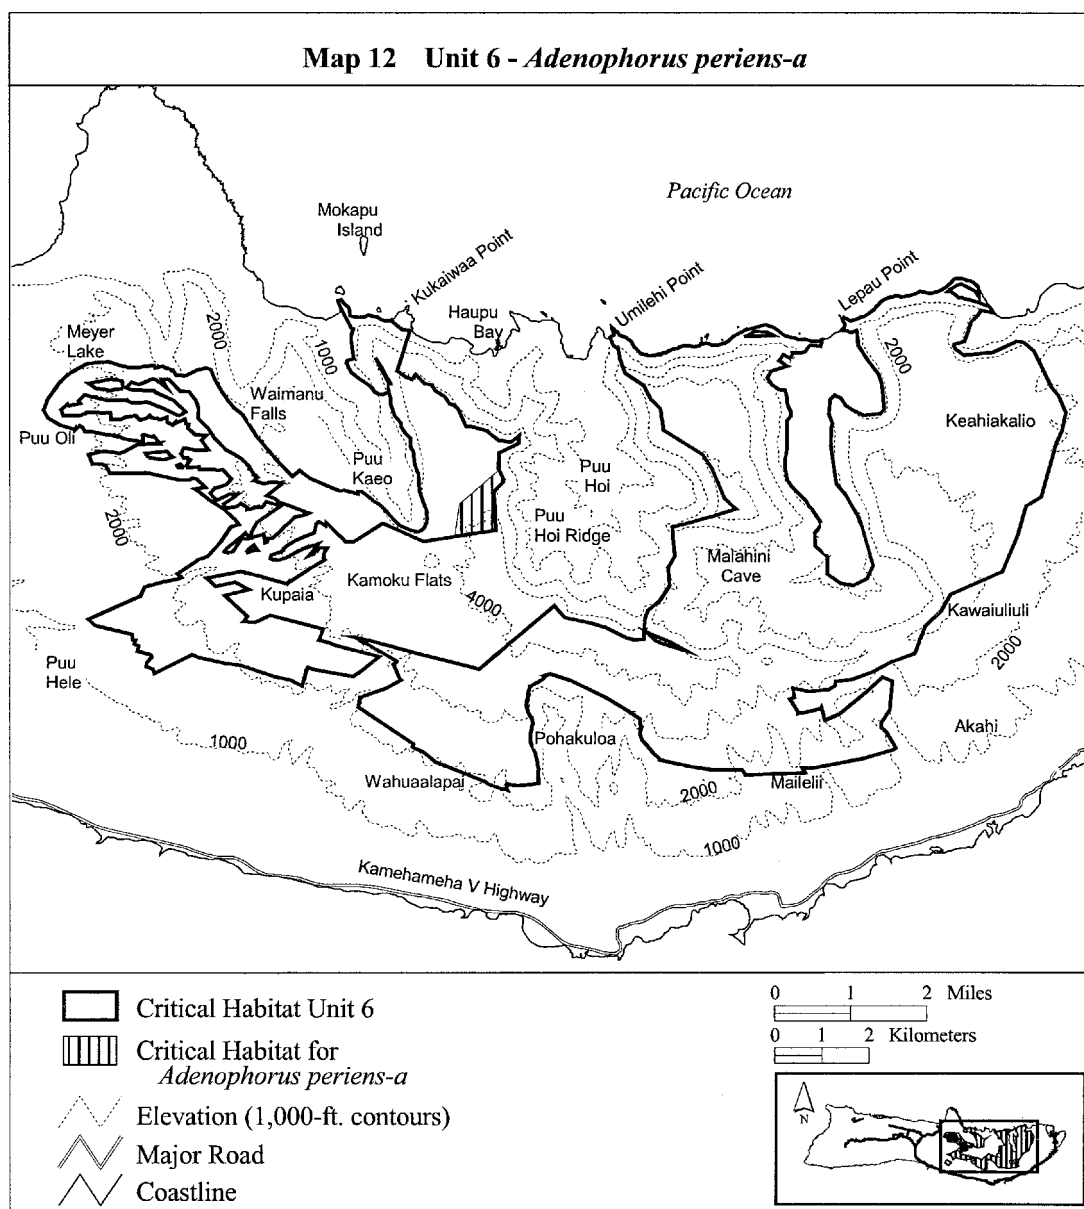 Map 12 Unit 6 - Adenophorus periens-a
Pacific Ocean
Mokapu
Island
Kukaiwaa Point
Haupu
Bay
Umilehi Point
Lepau Point
Meyer
Lake
2000
1000
2000
Waimanu
Falls
Keahiakalio
Puu Oli
Puu
Kaeo
Puu
Hoi
2000
Puu
Hoi Ridge
Malahini
Cave
Kamoku Flats
Kupaia
4000
Kawaiuliuli
2000
Puu
Hele
1000
Pohakuloa
Akahi
Wahuaalapai
2000
Mailelii
1000
Kamehameha V Highway
Critical Habitat Unit 6
Critical Habitat for
Adenophorus periens-a
Elevation (1,000-ft. contours)
Major Road
Coastline
0 1 2 Miles
0 1 2 Kilometers
N